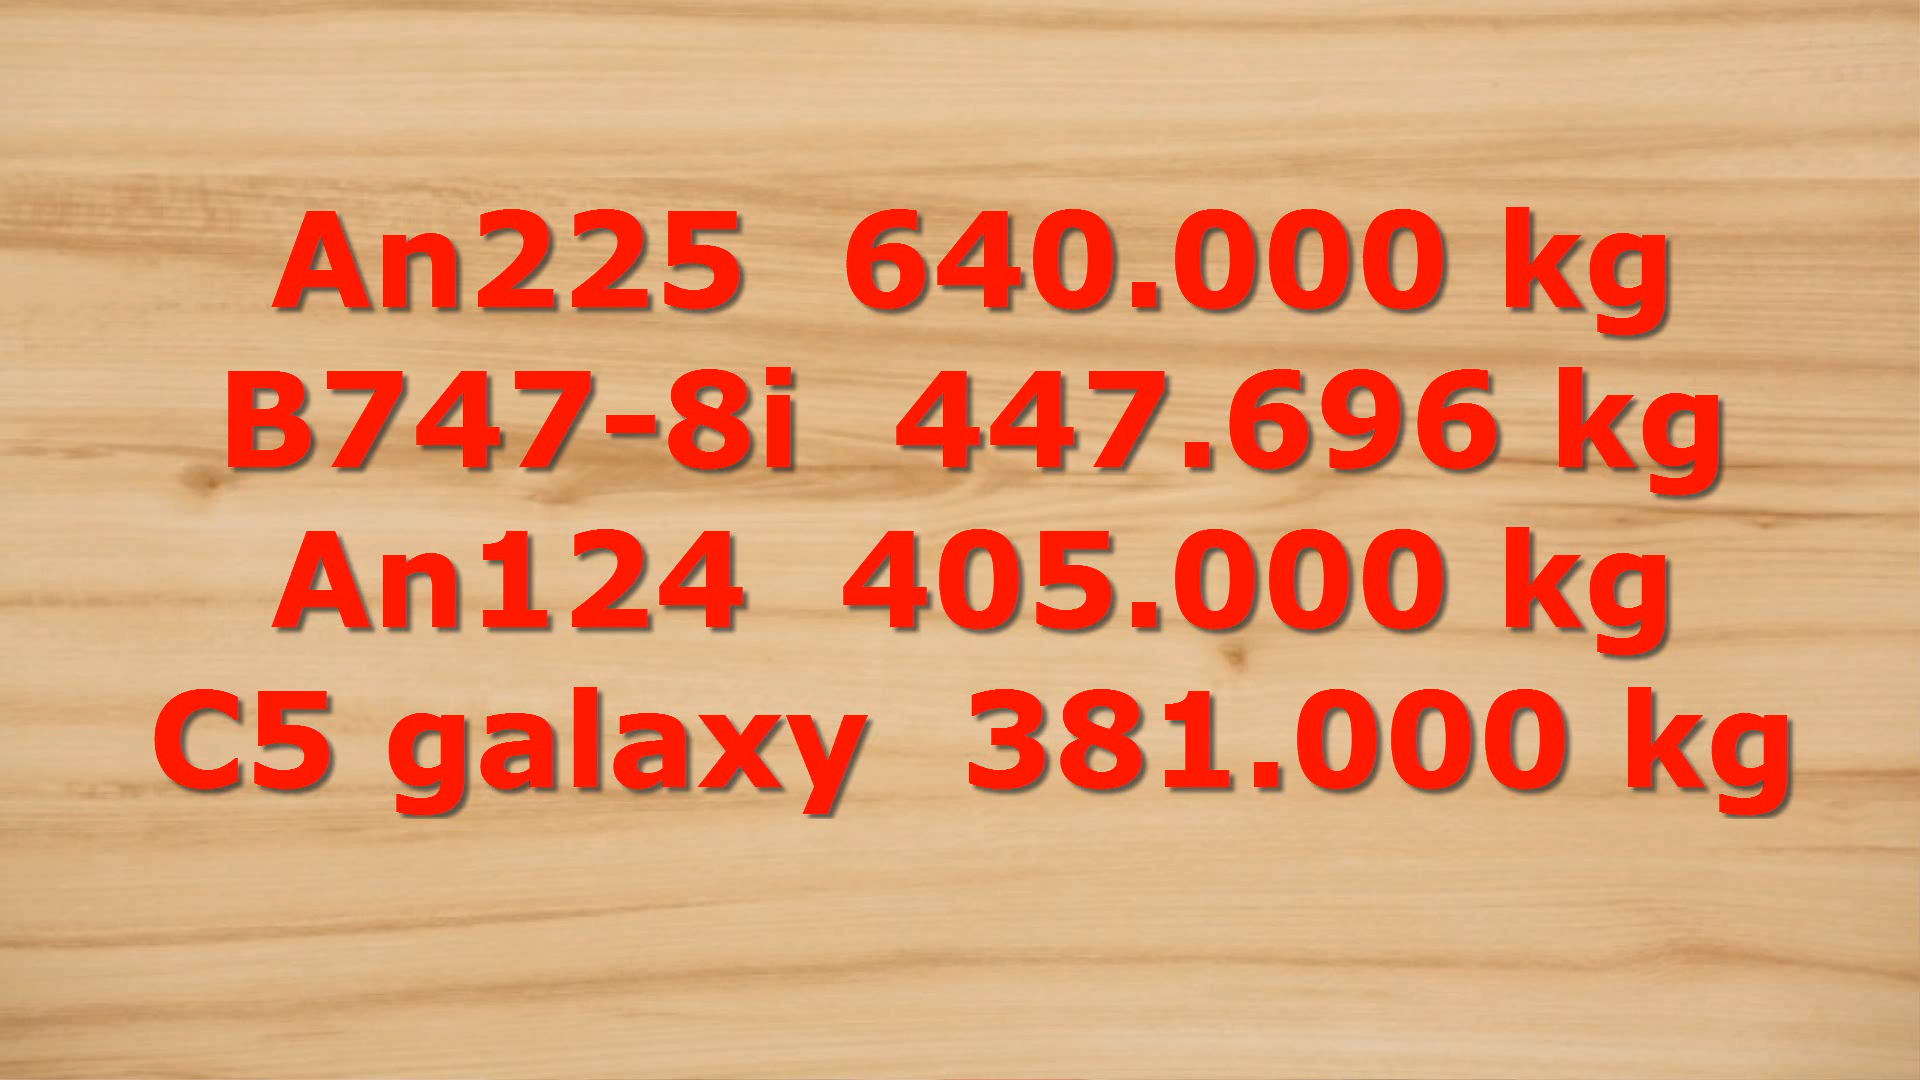 An225 640.000 kg
B747-8i 447.696 kg
An124 405.000 kg
C5 galaxy 381.000 kg